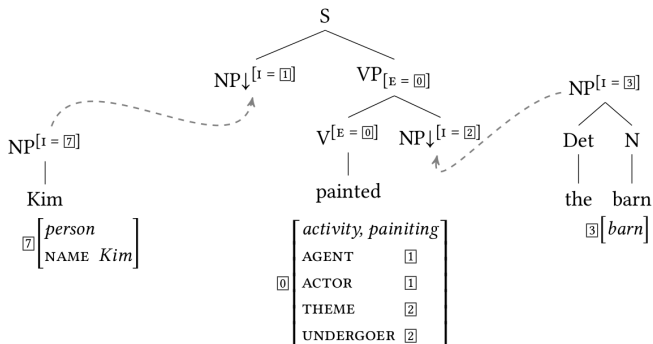 S
NP↓[I = 1] VP[E = 0] NP[I = 3]
NP[I = 7] V[E = 0] NP↓[I = 2] Det N
Kim painted the barn
7 [person
NAME Kim]
0 [activity, painiting
AGENT 1
ACTOR 1
THEME 2
UNDERGOER 2]
3 [barn]